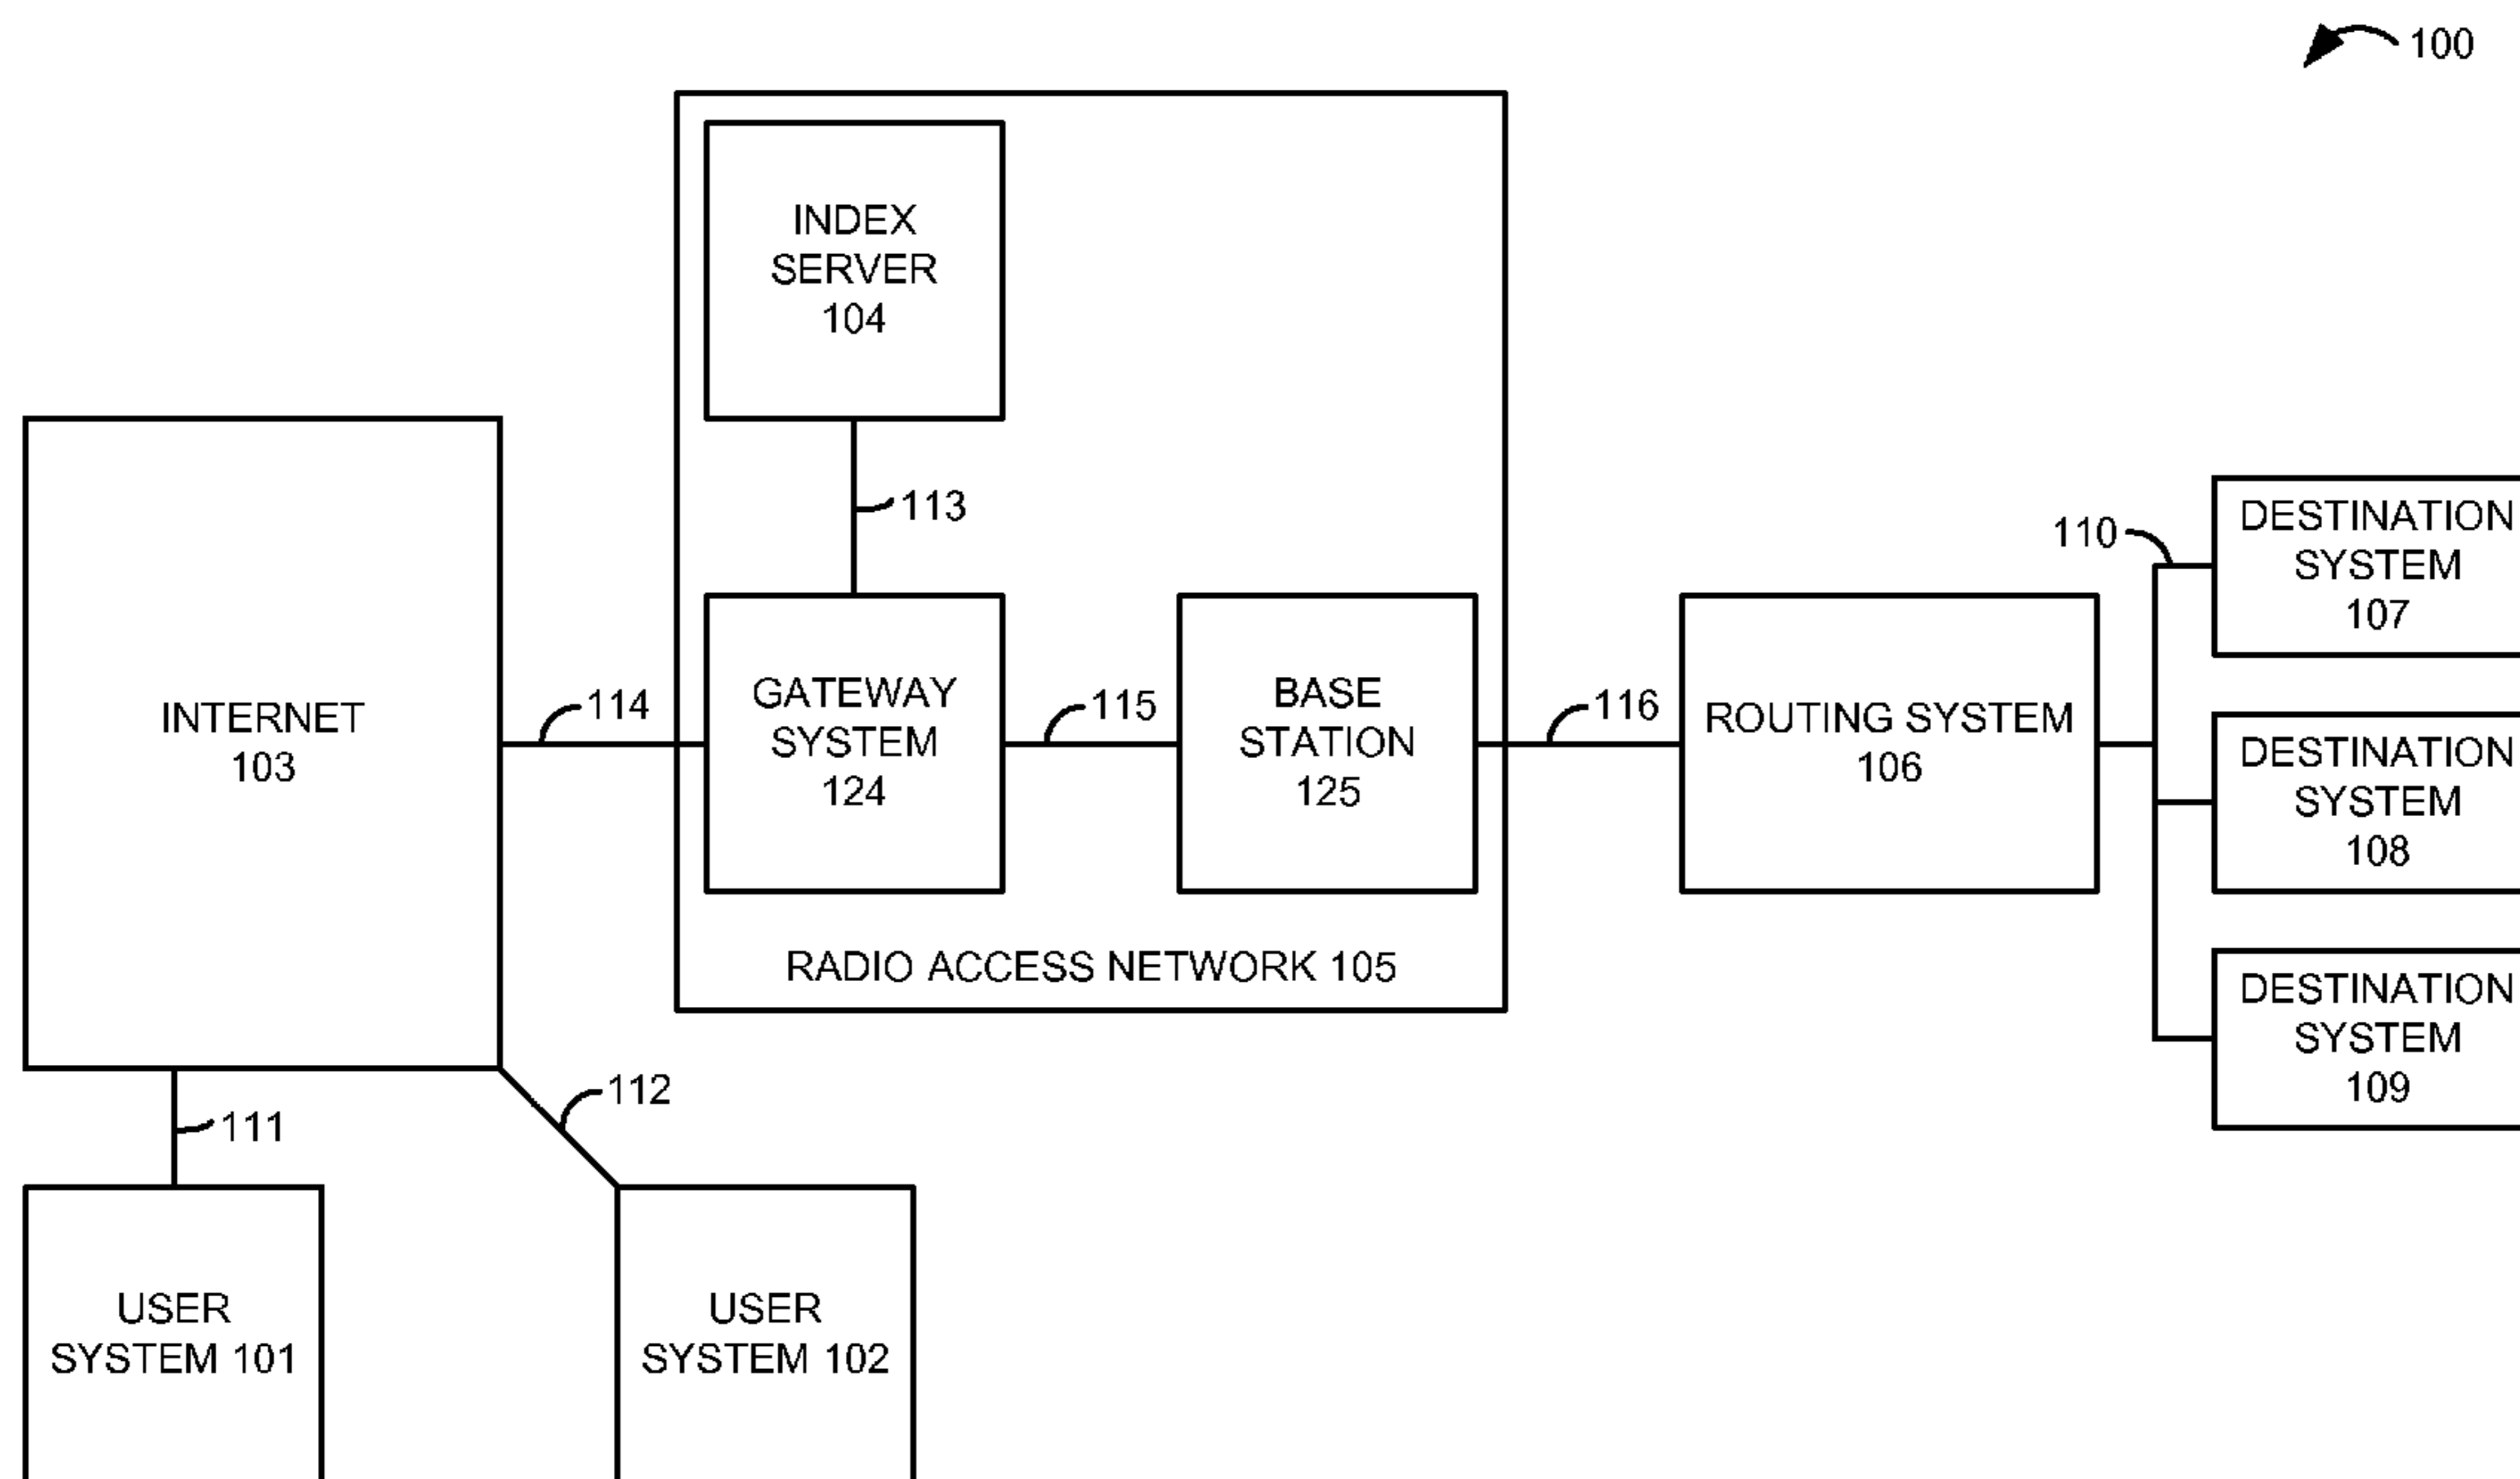 100
INDEX
SERVER
104
113
INTERNET
103
114
GATEWAY
SYSTEM
124
115
BASE
STATION
125
RADIO ACCESS NETWORK 105
116
ROUTING SYSTEM
106
110
DESTINATION
SYSTEM
107
DESTINATION
SYSTEM
108
DESTINATION
SYSTEM
109
111
112
USER
SYSTEM 101
USER
SYSTEM 102